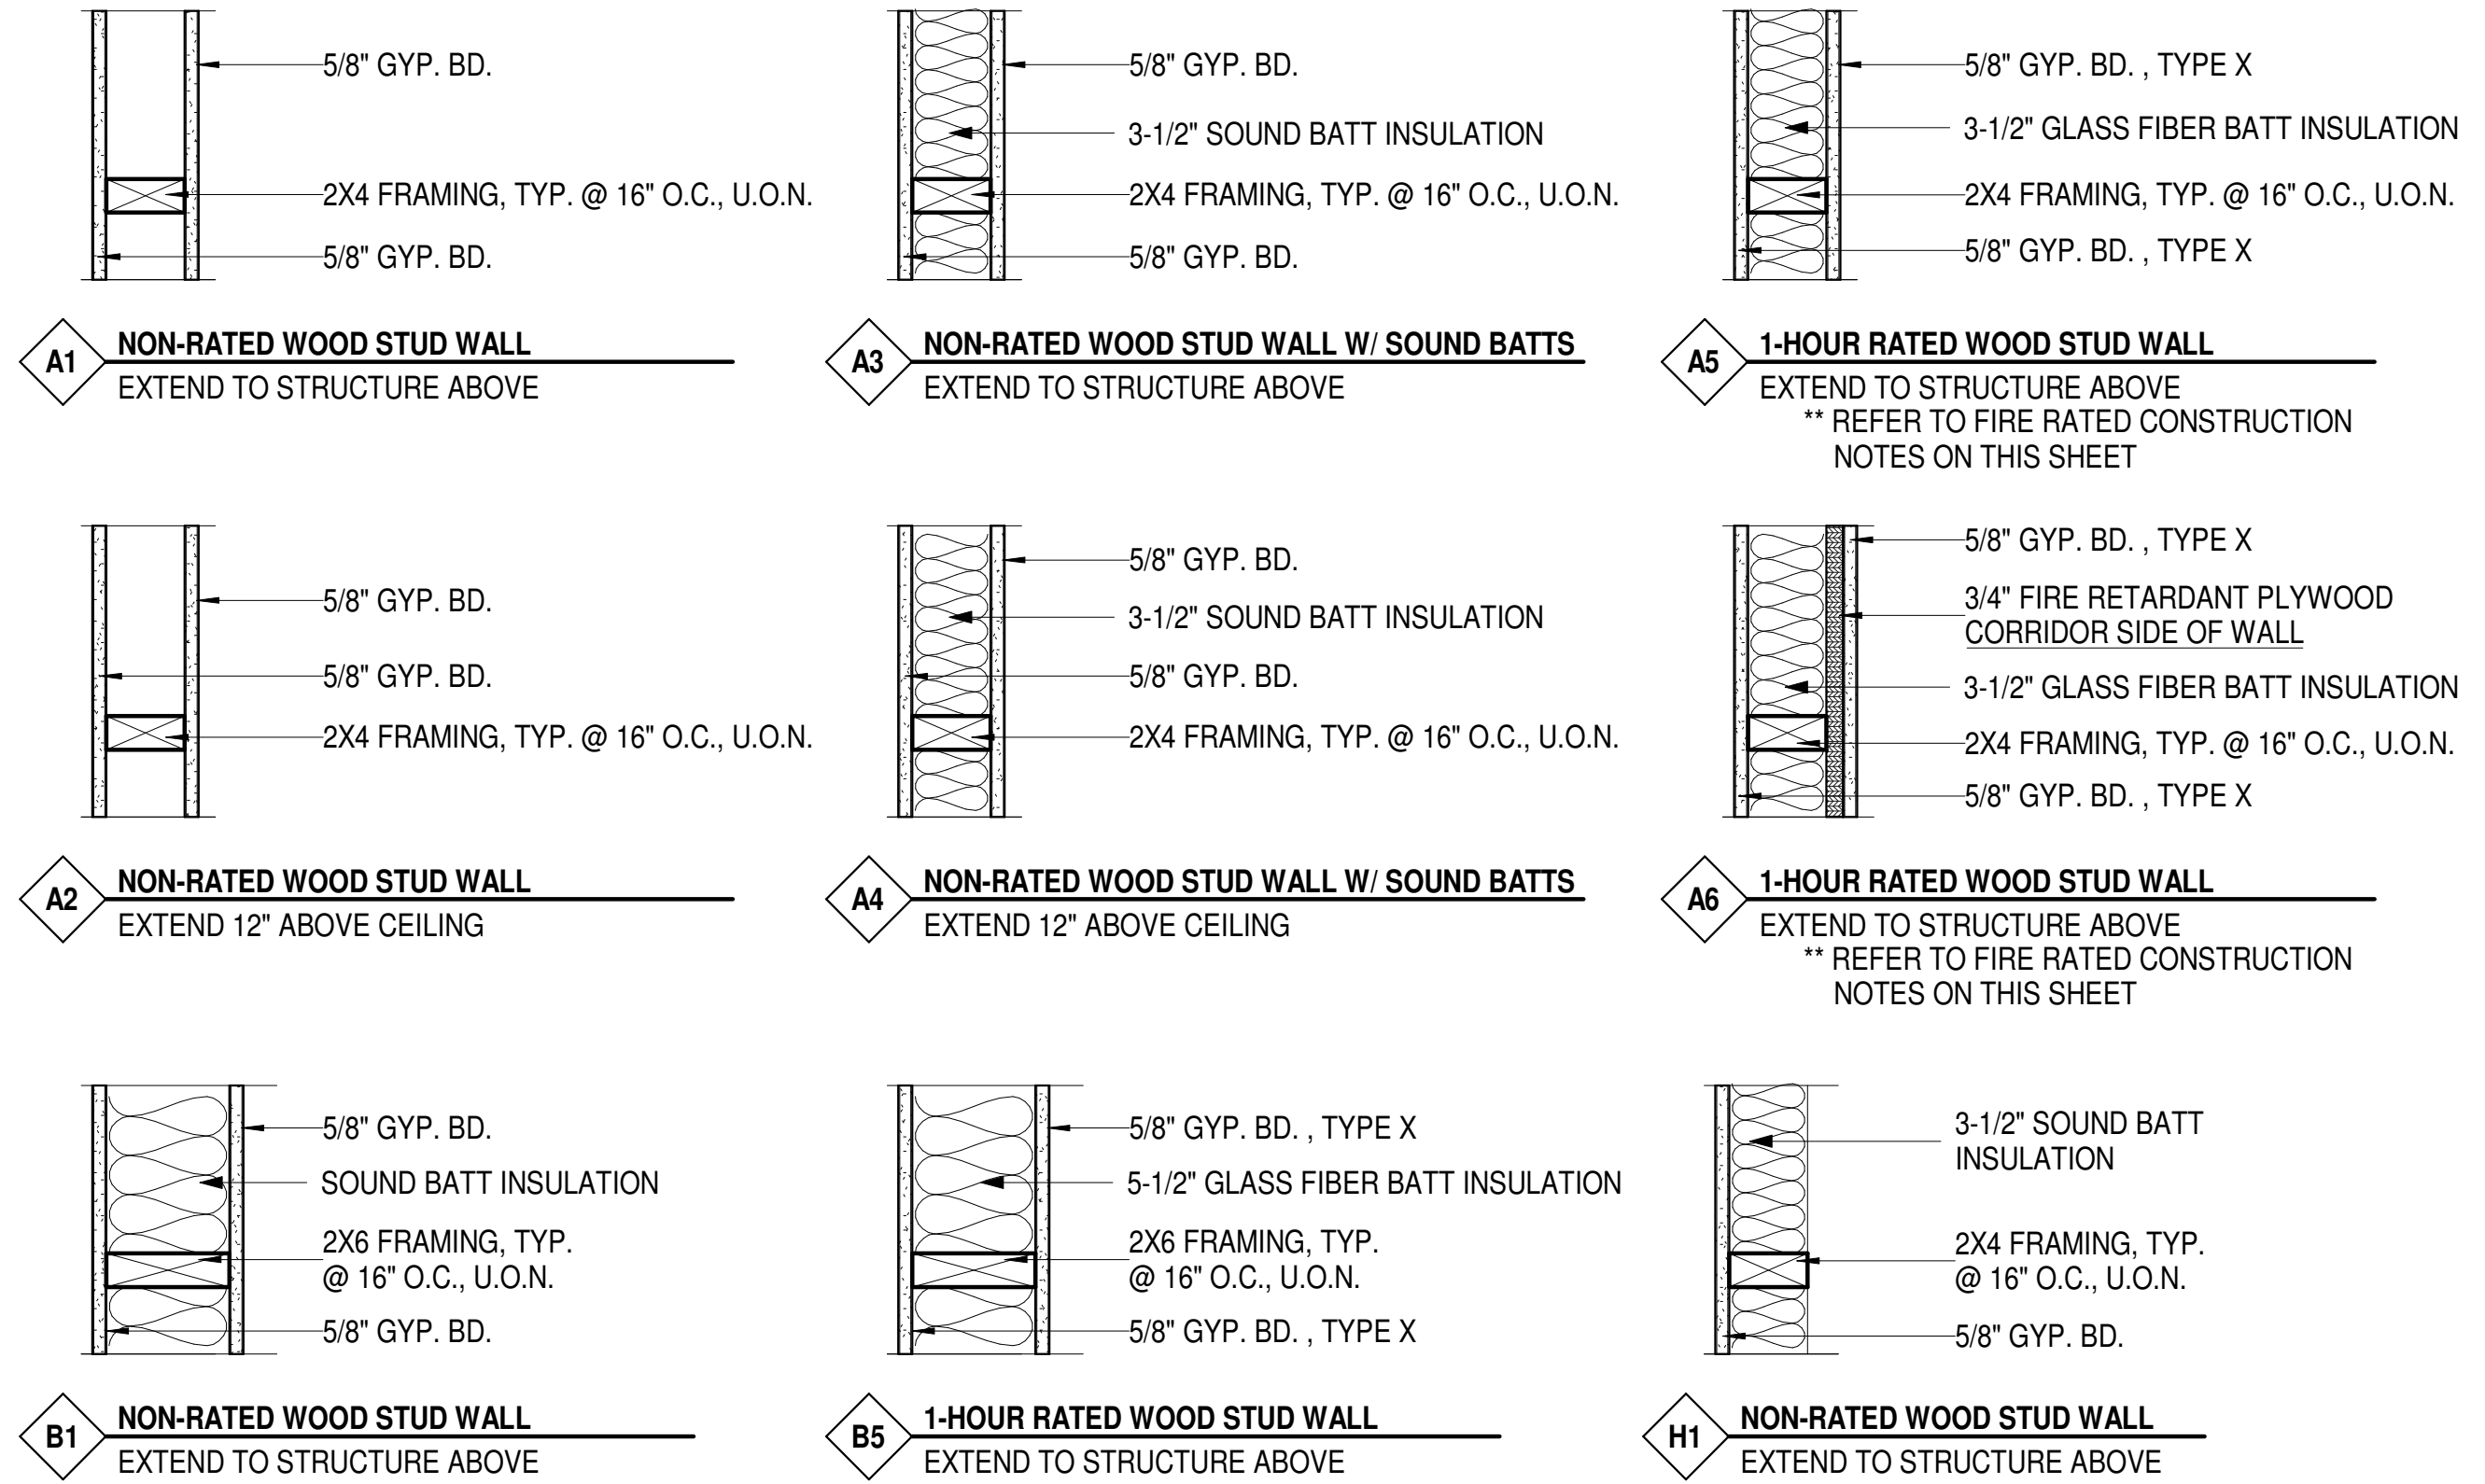 5/8" GYP. BD.
2X4 FRAMING, TYP. @ 16" O.C., U.O.N.
5/8" GYP. BD.
A1
NON-RATED WOOD STUD WALL
EXTEND TO STRUCTURE ABOVE
5/8" GYP. BD.
3-1/2" SOUND BATT INSULATION
2X4 FRAMING, TYP. @ 16" O.C., U.O.N.
5/8" GYP. BD.
A3
NON-RATED WOOD STUD WALL W/ SOUND BATTS
EXTEND TO STRUCTURE ABOVE
5/8" GYP. BD. , TYPE X
3-1/2" GLASS FIBER BATT INSULATION
2X4 FRAMING, TYP. @ 16" O.C., U.O.N.
5/8" GYP. BD. , TYPE X
A5
1-HOUR RATED WOOD STUD WALL
EXTEND TO STRUCTURE ABOVE
** REFER TO FIRE RATED CONSTRUCTION
NOTES ON THIS SHEET
5/8" GYP. BD.
5/8" GYP. BD.
2X4 FRAMING, TYP. @ 16" O.C., U.O.N.
A2
NON-RATED WOOD STUD WALL
EXTEND 12" ABOVE CEILING
5/8" GYP. BD.
3-1/2" SOUND BATT INSULATION
5/8" GYP. BD.
2X4 FRAMING, TYP. @ 16" O.C., U.O.N.
A4
NON-RATED WOOD STUD WALL W/ SOUND BATTS
EXTEND 12" ABOVE CEILING
5/8" GYP. BD. , TYPE X
3/4" FIRE RETARDANT PLYWOOD
CORRIDOR SIDE OF WALL
3-1/2" GLASS FIBER BATT INSULATION
2X4 FRAMING, TYP. @ 16" O.C., U.O.N.
5/8" GYP. BD. , TYPE X
A6
1-HOUR RATED WOOD STUD WALL
EXTEND TO STRUCTURE ABOVE
** REFER TO FIRE RATED CONSTRUCTION
NOTES ON THIS SHEET
5/8" GYP. BD.
SOUND BATT INSULATION
2X6 FRAMING, TYP.
@ 16" O.C., U.O.N.
5/8" GYP. BD.
B1
NON-RATED WOOD STUD WALL
EXTEND TO STRUCTURE ABOVE
5/8" GYP. BD. , TYPE X
5-1/2" GLASS FIBER BATT INSULATION
2X6 FRAMING, TYP.
@ 16" O.C., U.O.N.
5/8" GYP. BD. , TYPE X
B5
1-HOUR RATED WOOD STUD WALL
EXTEND TO STRUCTURE ABOVE
3-1/2" SOUND BATT
INSULATION
2X4 FRAMING, TYP.
@ 16" O.C., U.O.N.
5/8" GYP. BD.
H1
NON-RATED WOOD STUD WALL
EXTEND TO STRUCTURE ABOVE